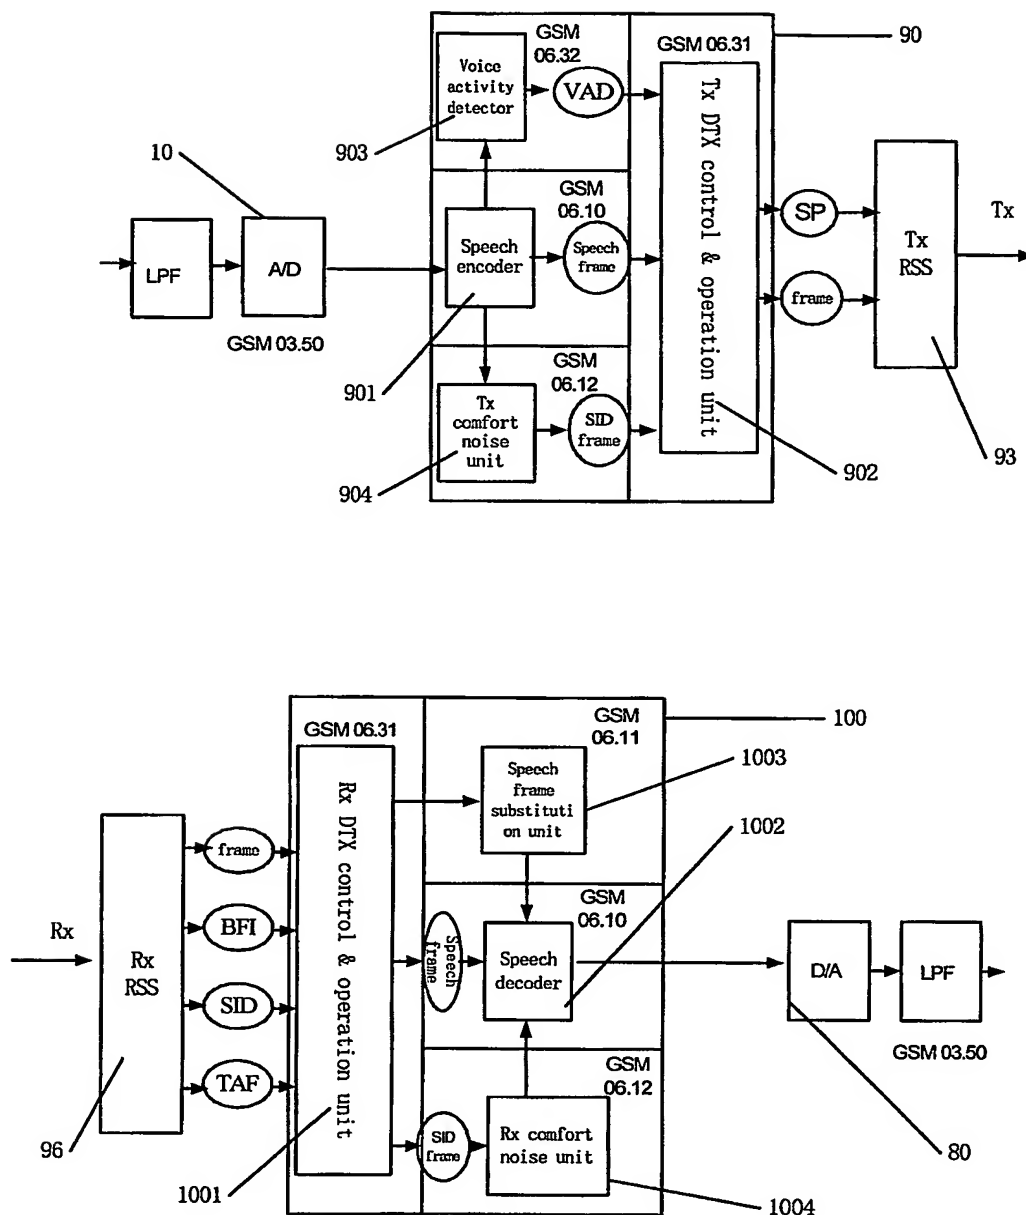 GSM
06.32
Voice
activity
detector
VAD
903
GSM 06.31
90
Tx DTX control & operation unit
10
LPF
A/D
GSM 03.50
GSM
06.10
Speech
encoder
Speech
frame
901
SP
frame
Tx
RSS
Tx
93
GSM
06.12
Tx
comfort
noise
unit
SID
frame
904
902
GSM 06.31
GSM
06.11
100
Speech
frame
substituti
on unit
1003
Rx DTX control & operation unit
frame
BFI
SID
TAF
Rx
Rx
RSS
96
1001
GSM
06.10
Speech
frame
Speech
decoder
1002
D/A
LPF
GSM 03.50
80
GSM
06.12
SID
frame
Rx comfort
noise unit
1004